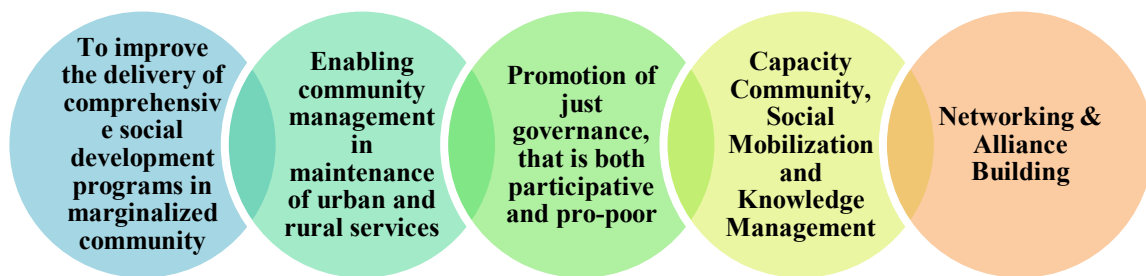 To improve
the delivery of
comprehensiv
e social
development
programs in
marginalized
community
Enabling
community
management
in
maintenance
of urban and
rural services
Promotion of
just
governance,
that is both
participative
and pro-poor
Capacity
Community,
Social
Mobilization
and
Knowledge
Management
Networking &
Alliance
Building